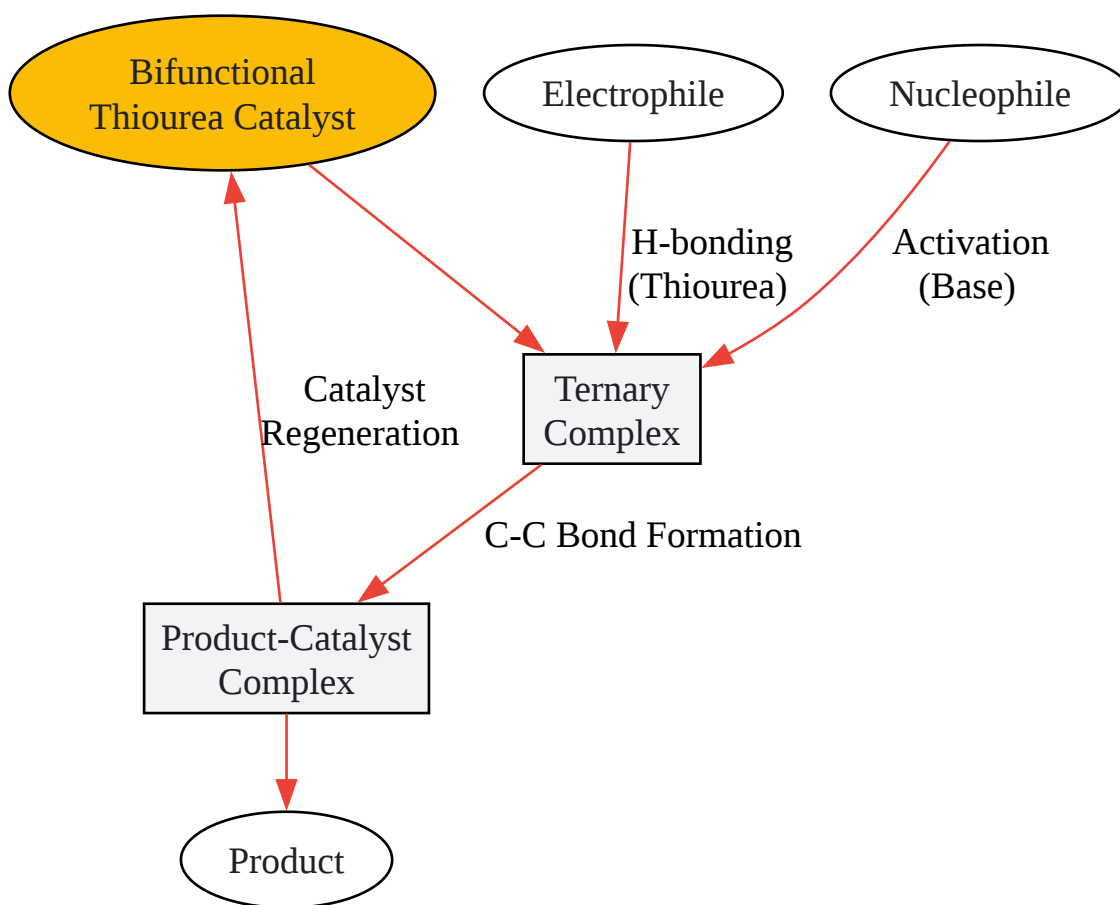 Bifunctional
Thiourea Catalyst
Electrophile
Nucleophile
H-bonding
(Thiourea)
Activation
(Base)
Ternary
Complex
Catalyst
Regeneration
C-C Bond Formation
Product-Catalyst
Complex
Product